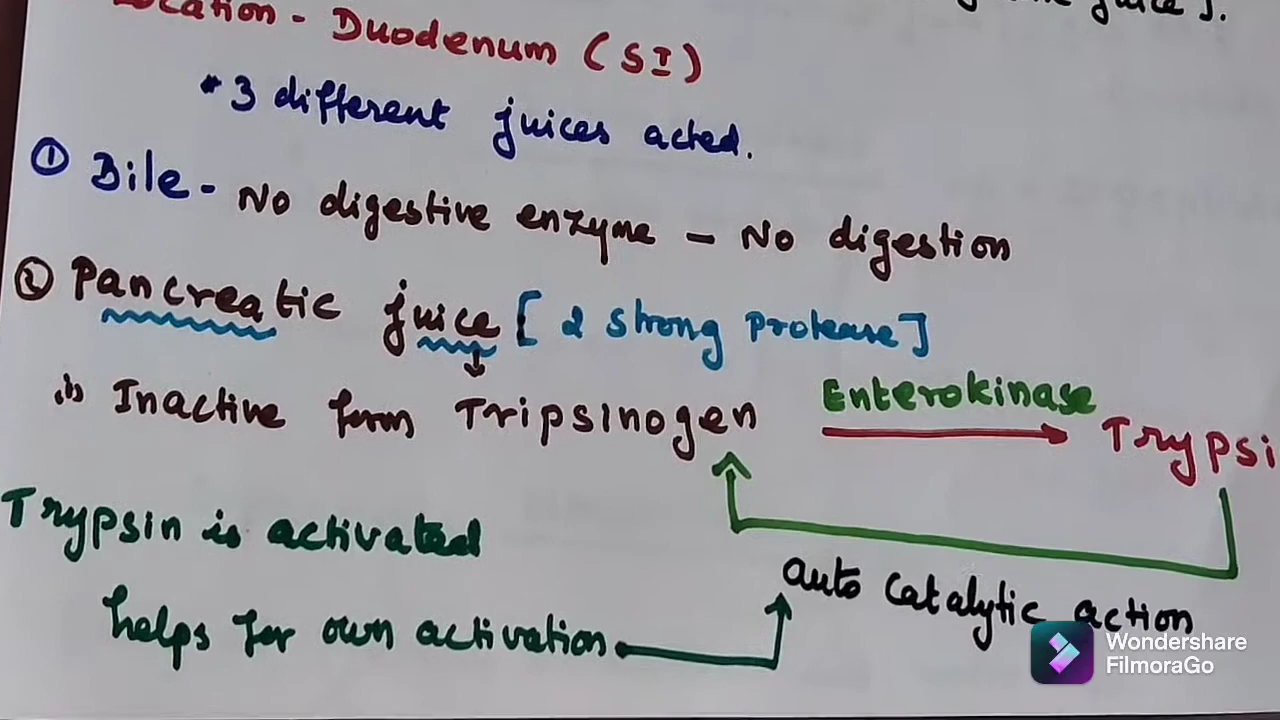 Location - Duodenum (SI)
juice].
* 3 different juices acted.
① Bile - No digestive enzyme - No digestion
② Pancreatic juice [2 strong Protease]
i) Inactive form Tripsinogen Enterokinase Trypsi
Trypsin is activated
auto catalytic action
helps for own activation
Wondershare
FilmoraGo